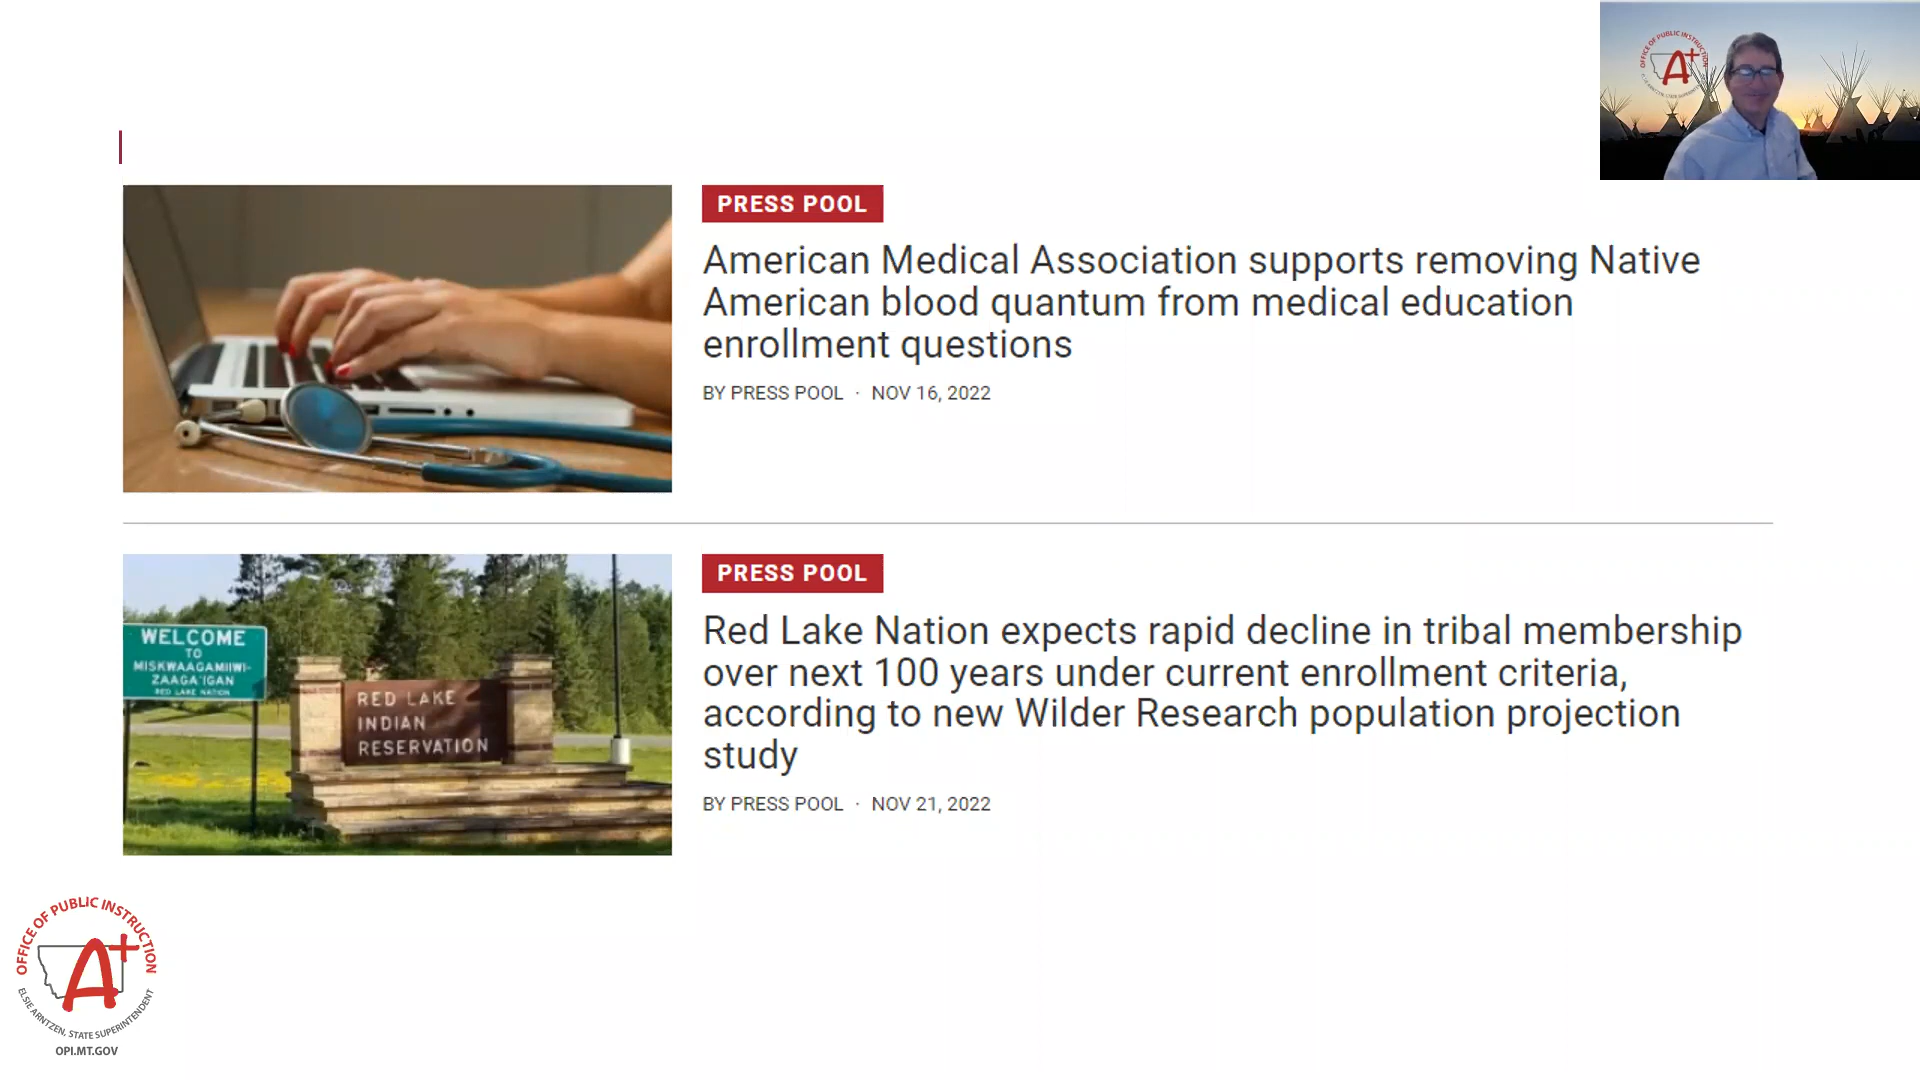 PRESS POOL
American Medical Association supports removing Native
American blood quantum from medical education
enrollment questions
BY PRESS POOL · NOV 16, 2022
PRESS POOL
Red Lake Nation expects rapid decline in tribal membership
over next 100 years under current enrollment criteria,
according to new Wilder Research population projection
study
BY PRESS POOL · NOV 21, 2022
WELCOME
TO
MISKWAAGAMIIWI-
ZAAGA'IGAN
RED LAKE NATION
RED LAKE
INDIAN
RESERVATION
OFFICE OF PUBLIC INSTRUCTION
A+
ELSIE ARNTZEN, STATE SUPERINTENDENT
OPI.MT.GOV
OFFICE OF PUBLIC INSTRUCTION
A+